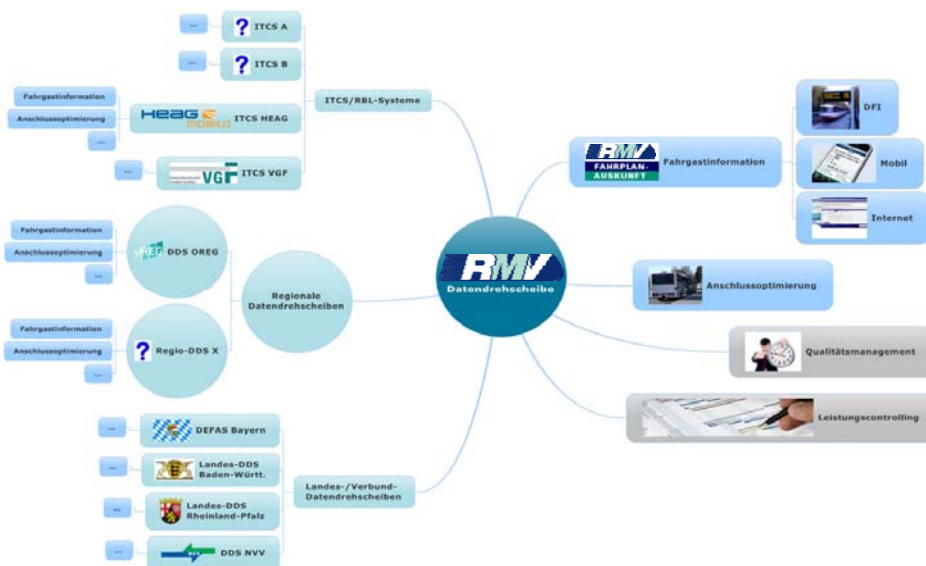 ...
? ITCS A
...
? ITCS B
ITCS/RBL-Systeme
Fahrgastinformation
Anschlussoptimierung
...
HEAG MOBILO
ITCS HEAG
...
VGF
ITCS VGF
Fahrgastinformation
Anschlussoptimierung
...
OREG
DDS OREG
Fahrgastinformation
Anschlussoptimierung
...
? Regio-DDS X
Regionale
Datendrehscheiben
...
DEFAS Bayern
...
Landes-DDS
Baden-Württ.
...
Landes-DDS
Rheinland-Pfalz
...
NVV
DDS NVV
Landes-/Verbund-
Datendrehscheiben
RMV
Datendrehscheibe
RMV
FAHRPLAN-
AUSKUNFT
Fahrgastinformation
DFI
Mobil
Internet
Anschlussoptimierung
Qualitätsmanagement
Leistungscontrolling